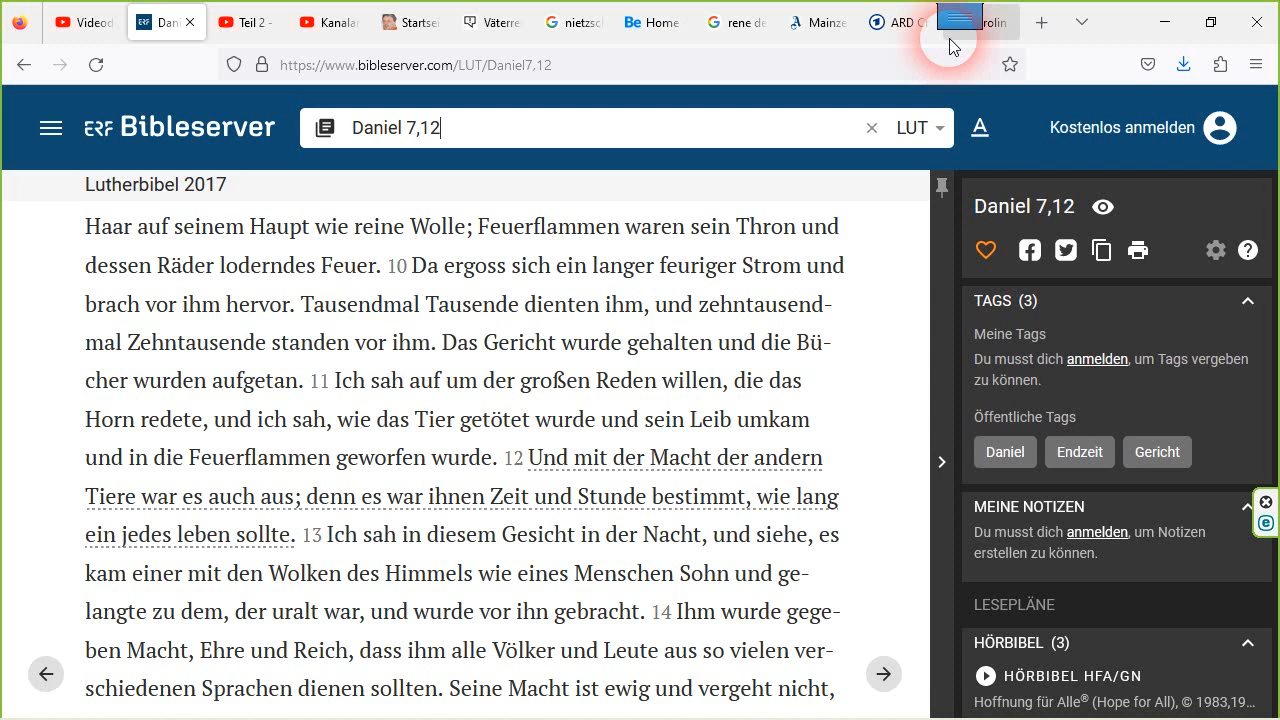 Videod
Dani
Teil 2 -
Kanalar
Startsei
Väterre
nietzsc
Be Home
rene de
Mainze
ARD C
rolin
https://www.bibleserver.com/LUT/Daniel7,12
ERF Bibleserver
Daniel 7,12
LUT
A
Kostenlos anmelden
Lutherbibel 2017
Haar auf seinem Haupt wie reine Wolle; Feuerflammen waren sein Thron und
dessen Räder loderndes Feuer. 10 Da ergoss sich ein langer feuriger Strom und
brach vor ihm hervor. Tausendmal Tausende dienten ihm, und zehntausend-
mal Zehntausende standen vor ihm. Das Gericht wurde gehalten und die Bü-
cher wurden aufgetan. 11 Ich sah auf um der großen Reden willen, die das
Horn redete, und ich sah, wie das Tier getötet wurde und sein Leib umkam
und in die Feuerflammen geworfen wurde. 12 Und mit der Macht der andern
Tiere war es auch aus; denn es war ihnen Zeit und Stunde bestimmt, wie lang
ein jedes leben sollte. 13 Ich sah in diesem Gesicht in der Nacht, und siehe, es
kam einer mit den Wolken des Himmels wie eines Menschen Sohn und ge-
langte zu dem, der uralt war, und wurde vor ihn gebracht. 14 Ihm wurde gege-
ben Macht, Ehre und Reich, dass ihm alle Völker und Leute aus so vielen ver-
schiedenen Sprachen dienen sollten. Seine Macht ist ewig und vergeht nicht,
Daniel 7,12
TAGS (3)
Meine Tags
Du musst dich anmelden, um Tags vergeben
zu können.
Öffentliche Tags
Daniel
Endzeit
Gericht
MEINE NOTIZEN
Du musst dich anmelden, um Notizen
erstellen zu können.
LESEPLÄNE
HÖRBIBEL (3)
HÖRBIBEL HFA/GN
Hoffnung für Alle® (Hope for All), © 1983,19...